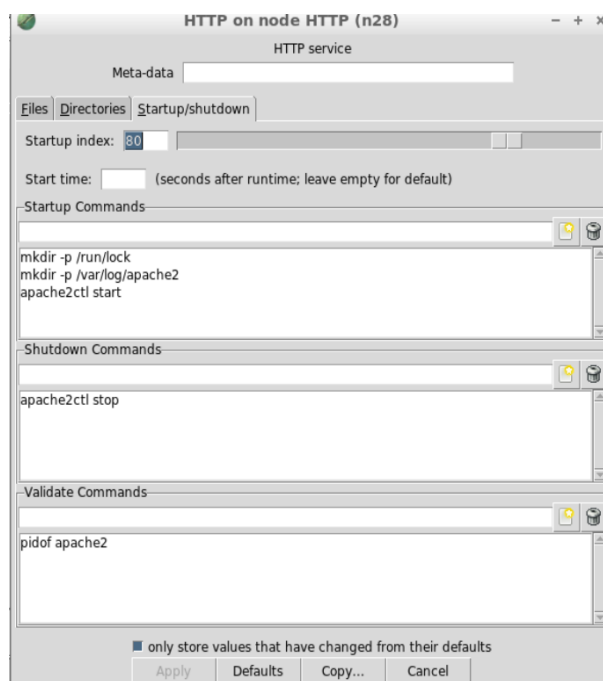 HTTP on node HTTP (n28)
HTTP service
Meta-data
Files Directories Startup/shutdown
Startup index: 80
Start time: (seconds after runtime; leave empty for default)
Startup Commands
mkdir -p /run/lock
mkdir -p /var/log/apache2
apache2ctl start
Shutdown Commands
apache2ctl stop
Validate Commands
pidof apache2
only store values that have changed from their defaults
Apply Defaults Copy... Cancel